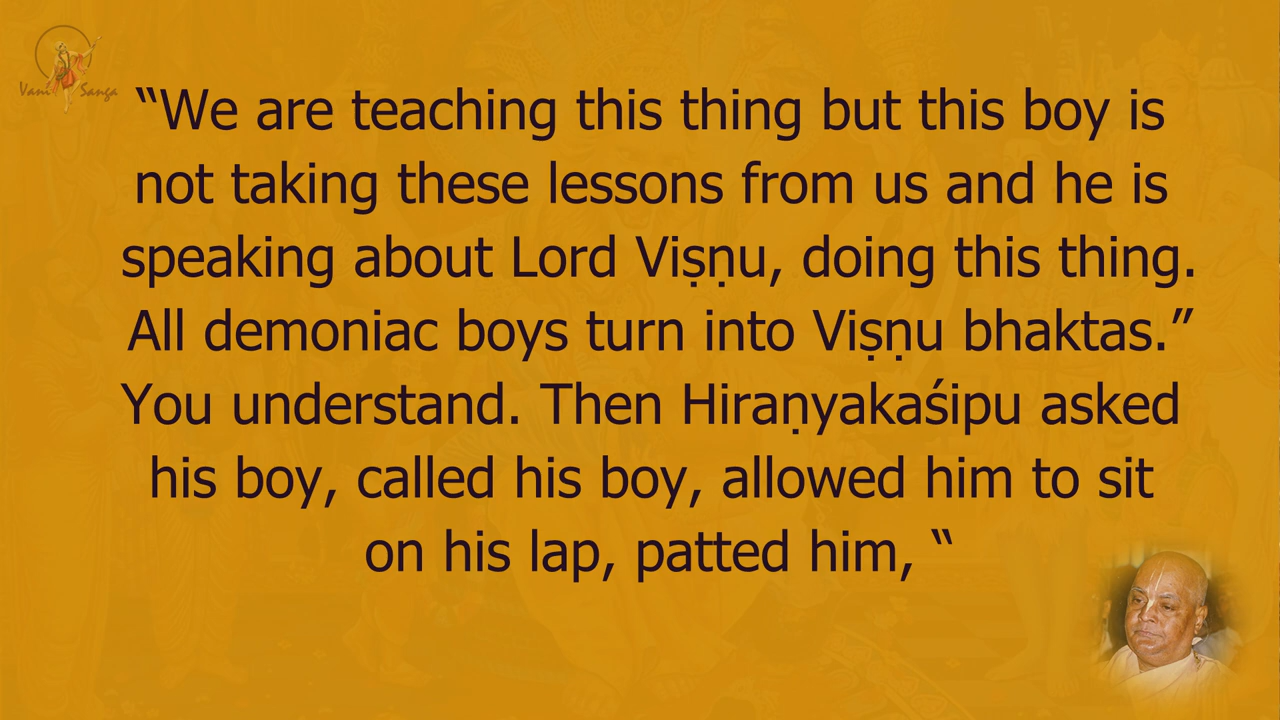 Vani Sanga
“We are teaching this thing but this boy is
not taking these lessons from us and he is
speaking about Lord Viṣṇu, doing this thing.
All demoniac boys turn into Viṣṇu bhaktas.”
You understand. Then Hiraṇyakaśipu asked
his boy, called his boy, allowed him to sit
on his lap, patted him, “